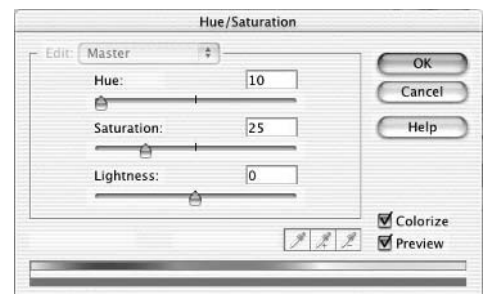 Hue/Saturation
Edit: Master
Hue: 10
Saturation: 25
Lightness: 0
OK
Cancel
Help
Colorize
Preview